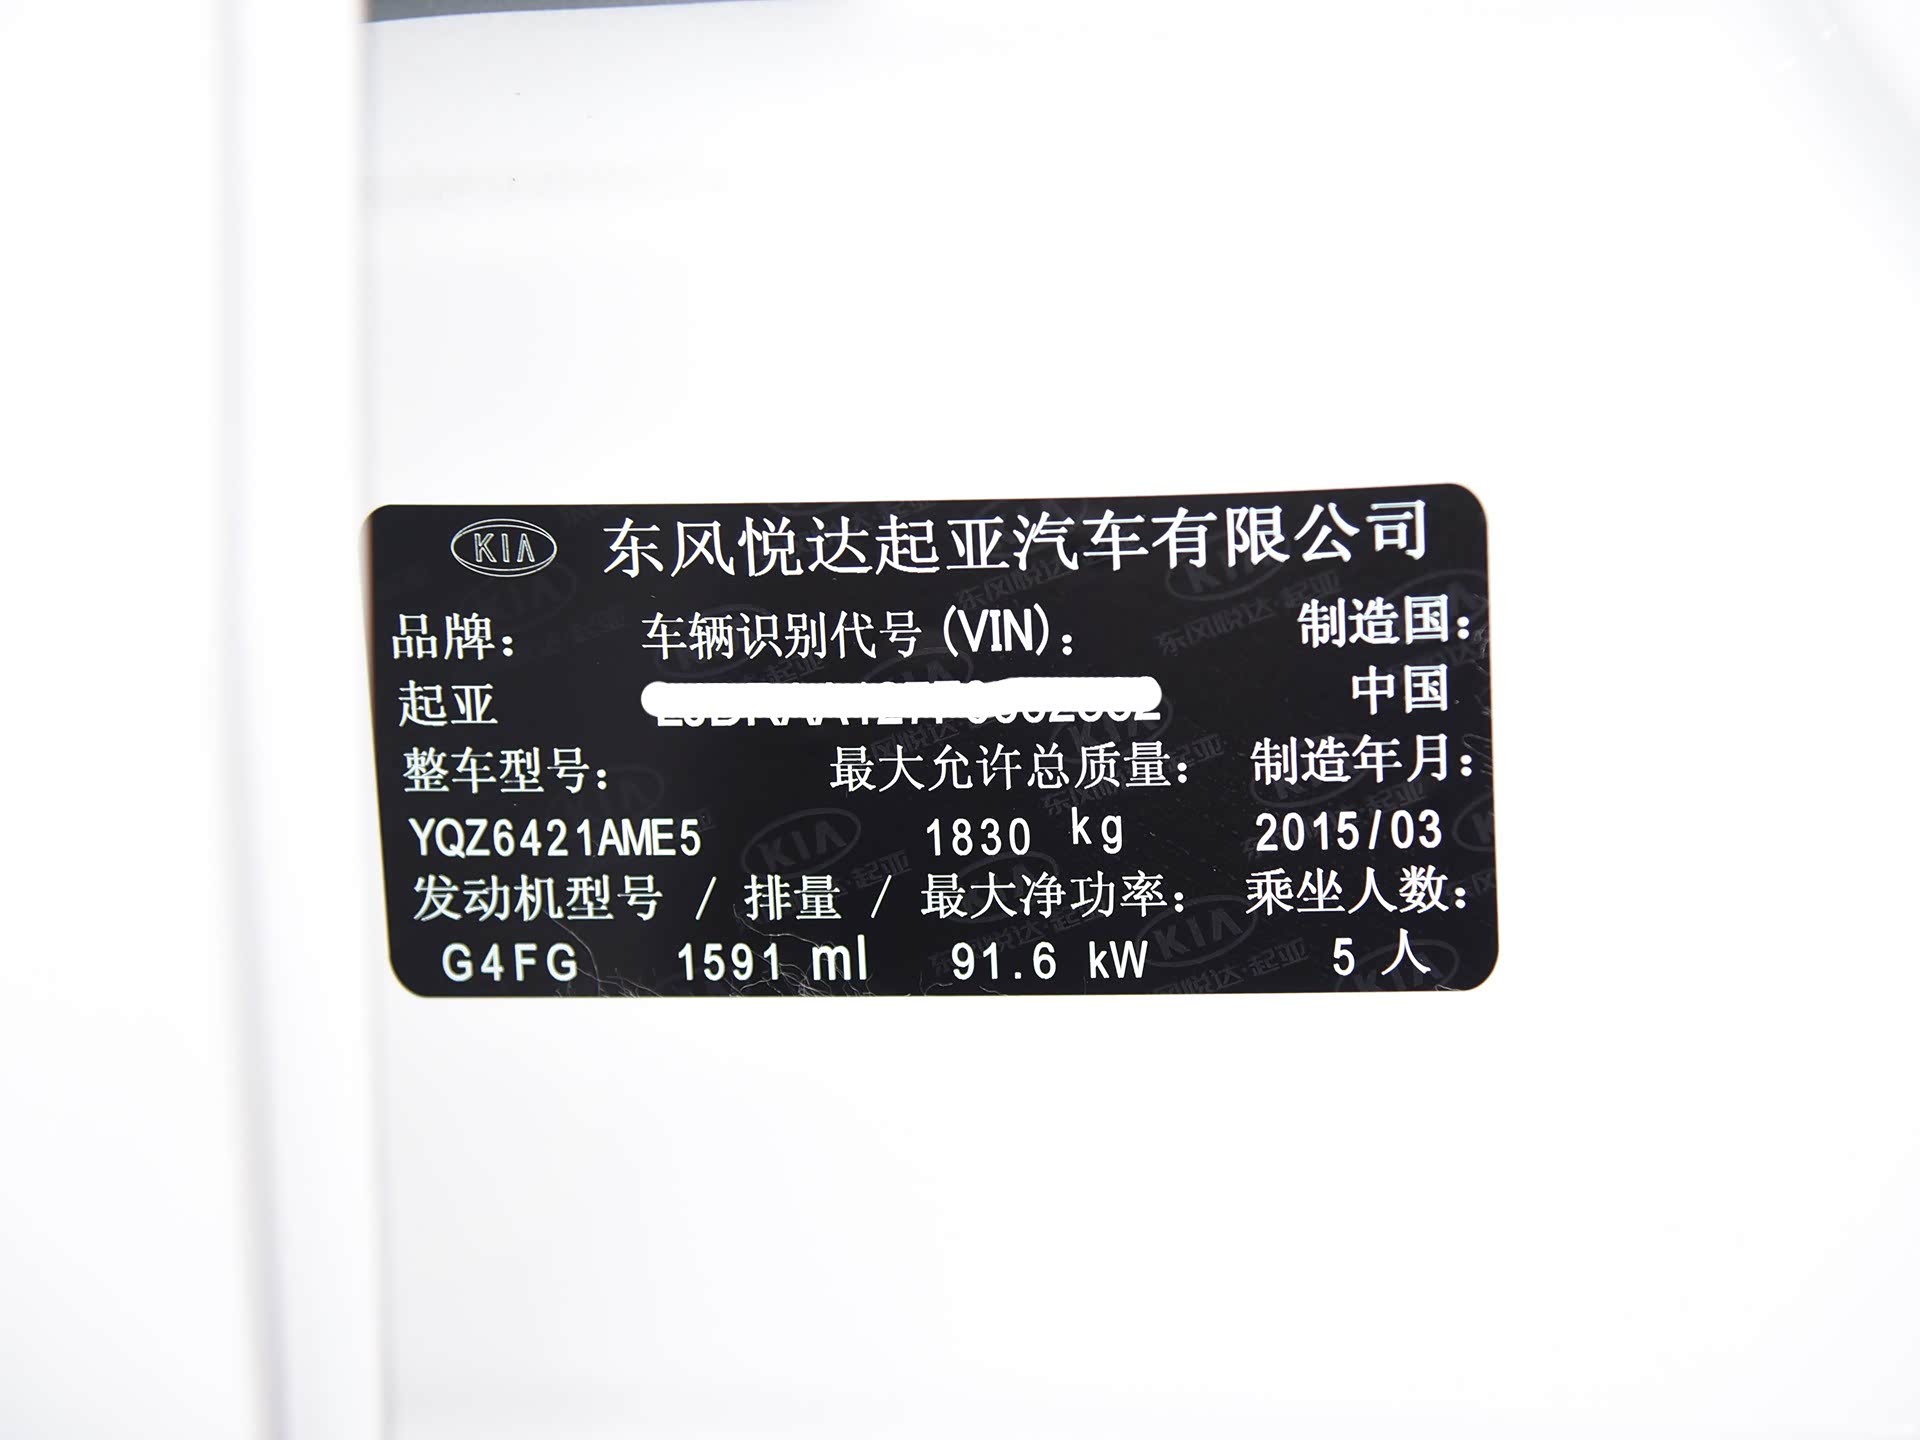 KIA 东风悦达起亚汽车有限公司
品牌： 车辆识别代号(VIN)： 制造国：
起亚 中国
整车型号： 最大允许总质量： 制造年月：
YQZ6421AME5 1830 kg 2015/03
发动机型号 / 排量 / 最大净功率： 乘坐人数：
G4FG 1591 ml 91.6 kW 5 人